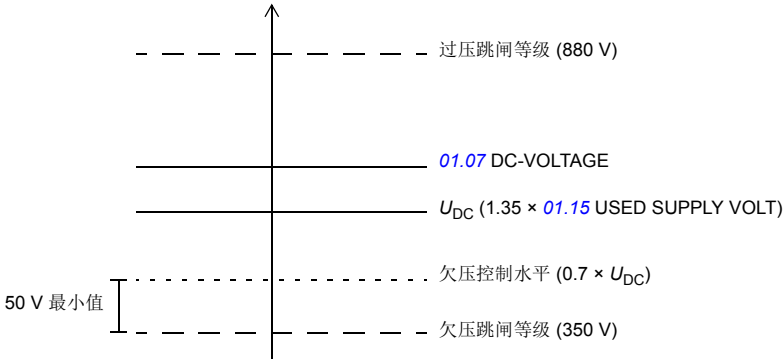 过压跳闸等级 (880 V)
01.07 DC-VOLTAGE
UDC (1.35 × 01.15 USED SUPPLY VOLT)
欠压控制水平 (0.7 × UDC)
50 V 最小值
欠压跳闸等级 (350 V)